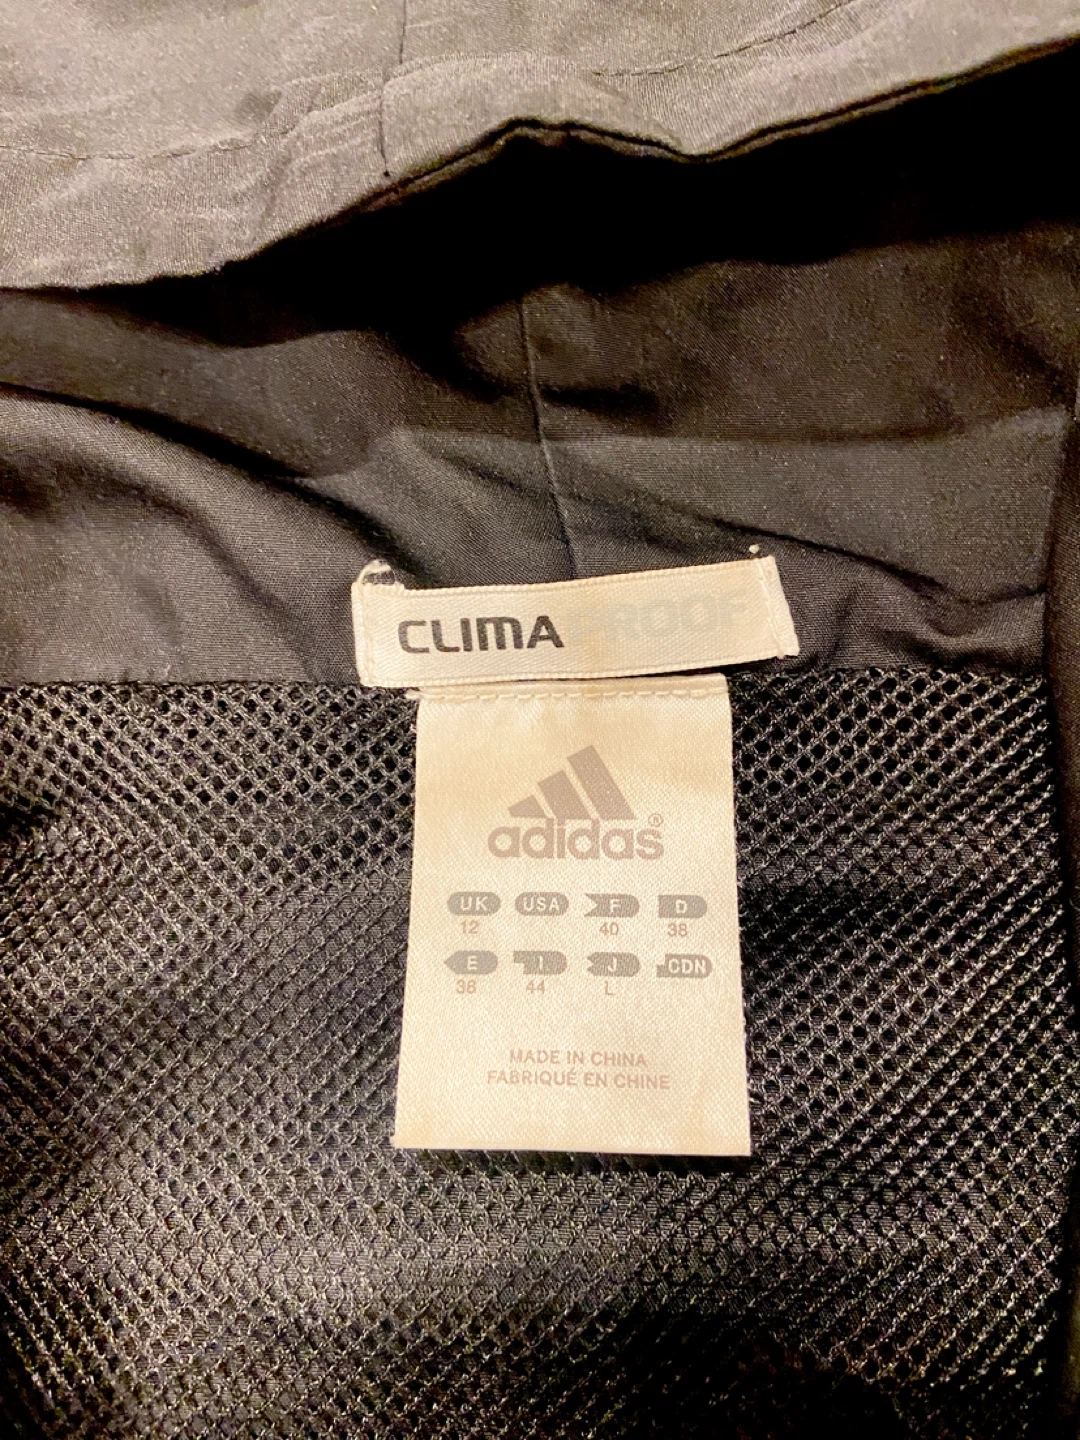 CLIMAPROOF
adidas®
UK USA F D
12 40 38
E I J CDN
38 44 L
MADE IN CHINA
FABRIQUÉ EN CHINE